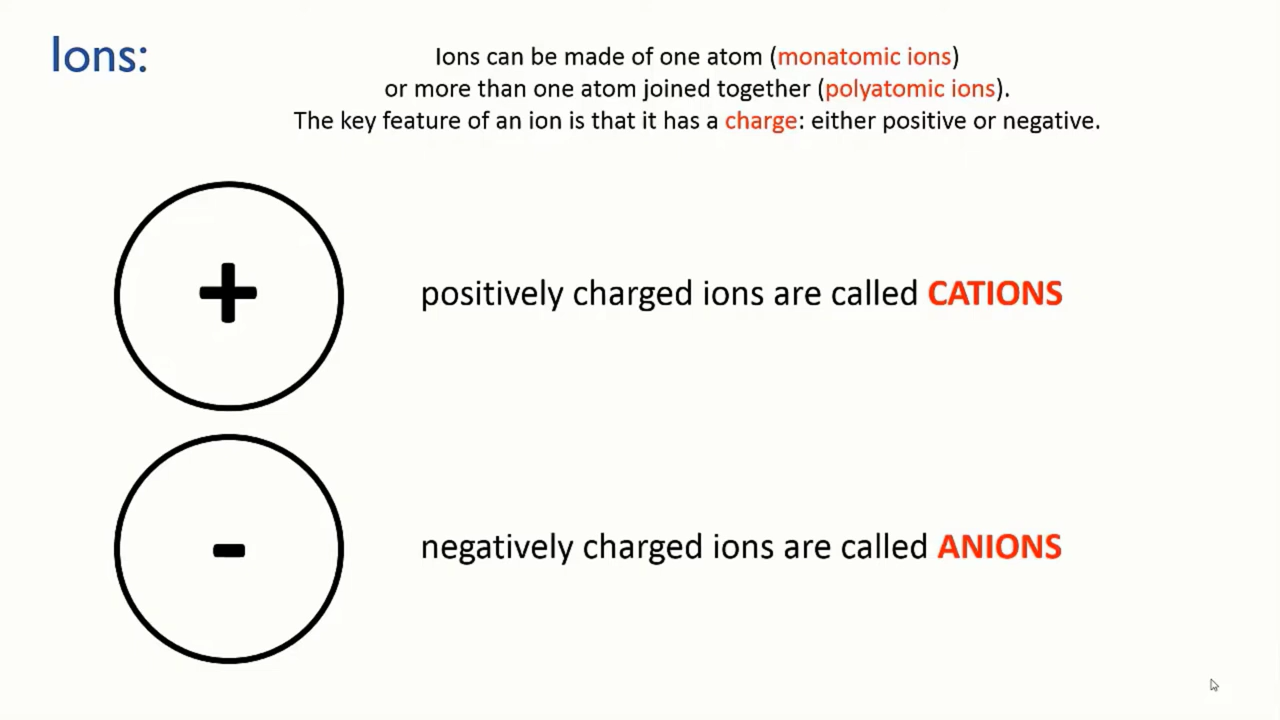 Ions:
Ions can be made of one atom (monatomic ions)
or more than one atom joined together (polyatomic ions).
The key feature of an ion is that it has a charge: either positive or negative.
+
positively charged ions are called CATIONS
-
negatively charged ions are called ANIONS